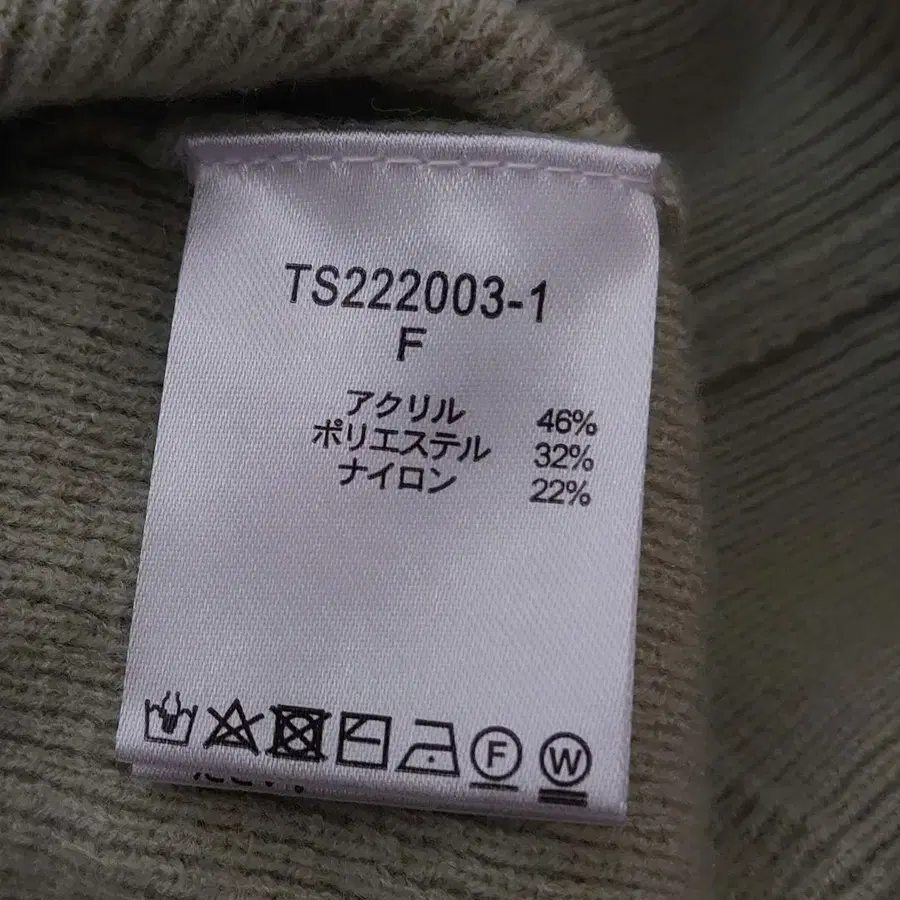 TS222003-1
F
アクリル 46%
ポリエステル 32%
ナイロン 22%
F W